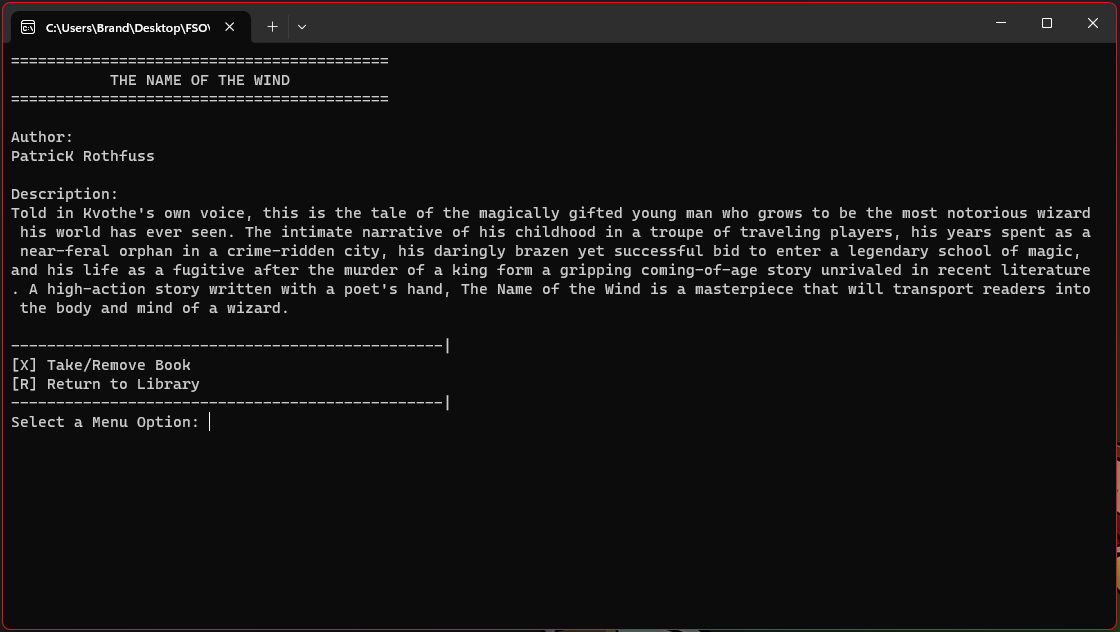 C:\Users\Brand\Desktop\FSO\
==========================================
THE NAME OF THE WIND
==========================================
Author:
PatricK Rothfuss
Description:
Told in Kvothe's own voice, this is the tale of the magically gifted young man who grows to be the most notorious wizard
his world has ever seen. The intimate narrative of his childhood in a troupe of traveling players, his years spent as a
near-feral orphan in a crime-ridden city, his daringly brazen yet successful bid to enter a legendary school of magic,
and his life as a fugitive after the murder of a king form a gripping coming-of-age story unrivaled in recent literature
. A high-action story written with a poet's hand, The Name of the Wind is a masterpiece that will transport readers into
the body and mind of a wizard.
------------------------------------------------|
[X] Take/Remove Book
[R] Return to Library
------------------------------------------------|
Select a Menu Option: